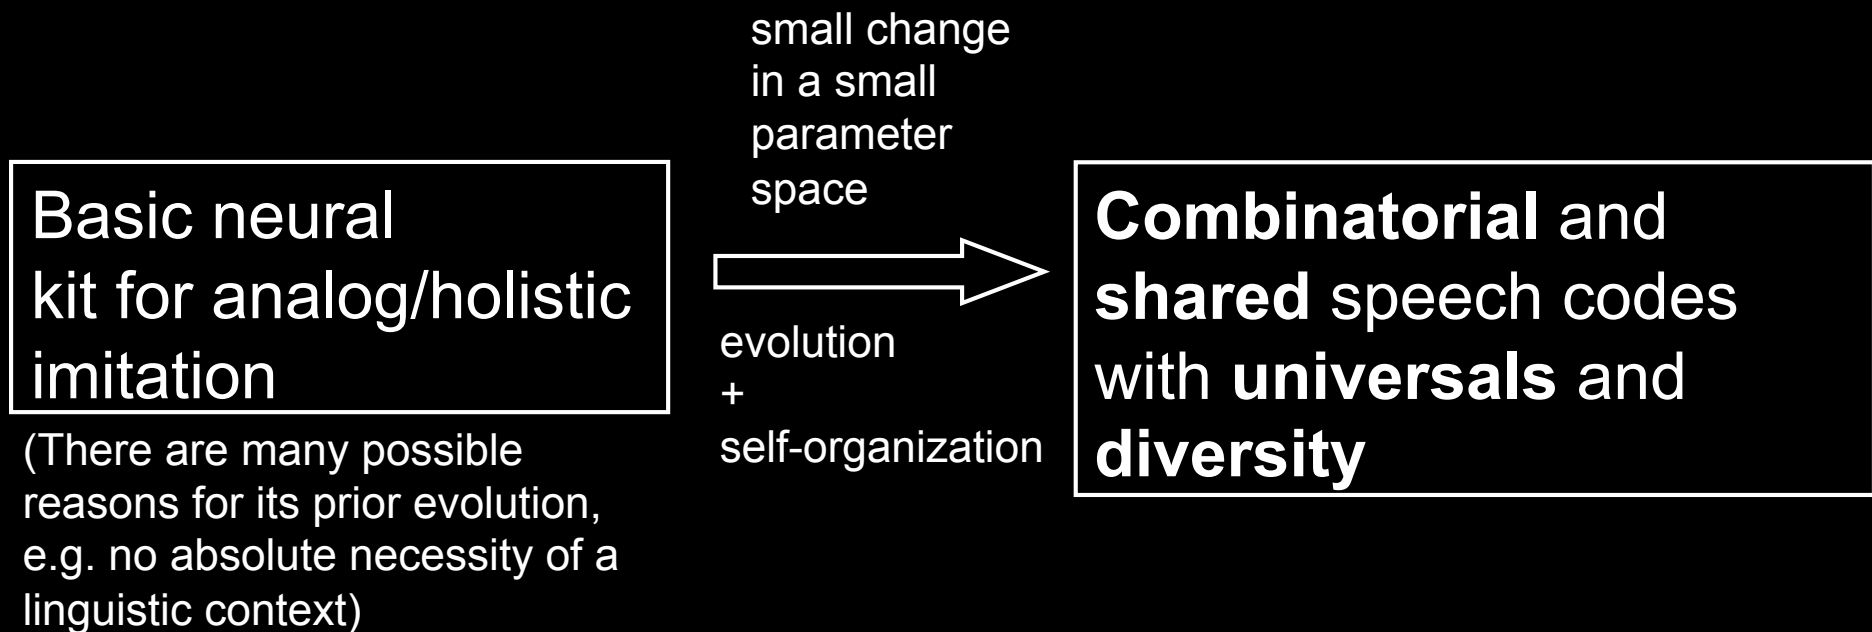 small change
in a small
parameter
space
Basic neural
kit for analog/holistic
imitation
(There are many possible
reasons for its prior evolution,
e.g. no absolute necessity of a
linguistic context)
evolution
+
self-organization
Combinatorial and
shared speech codes
with universals and
diversity